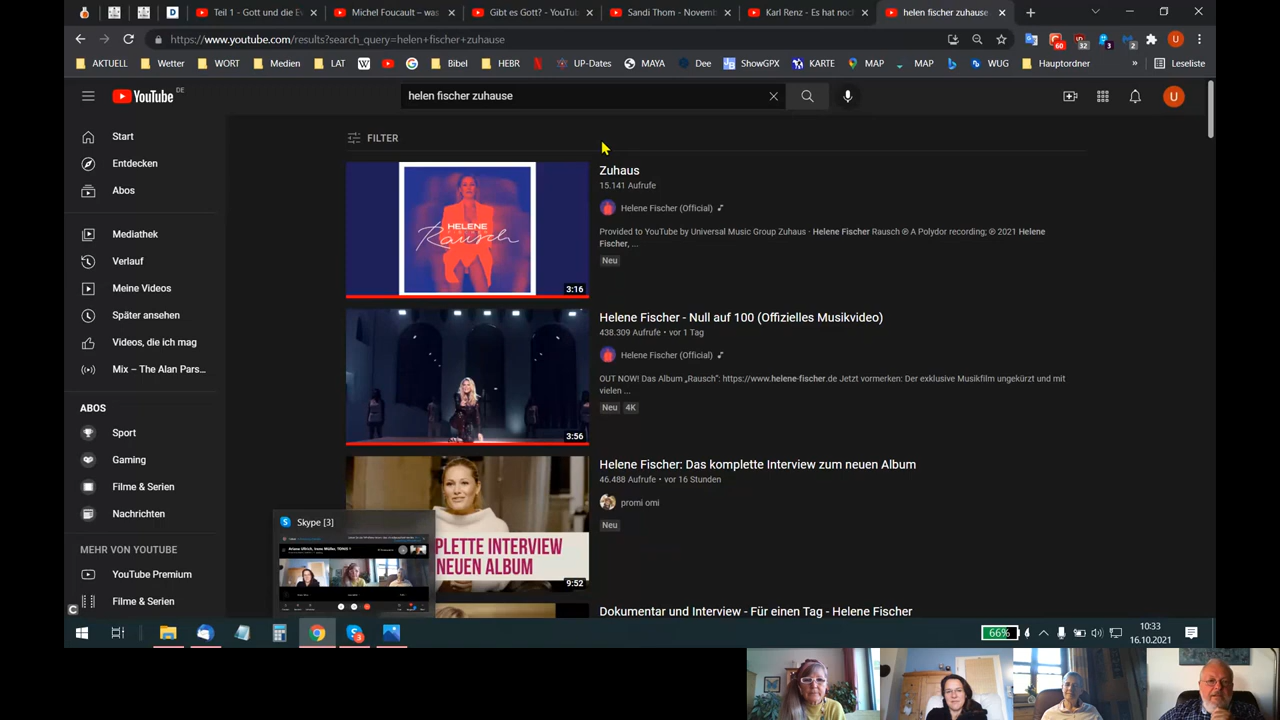 Teil 1 - Gott und die Ev
Michel Foucault – was
Gibt es Gott? - YouTu
Sandi Thom - Novemb
Karl Renz - Es hat noch
helen fischer zuhause
https://www.youtube.com/results?search_query=helen+fischer+zuhause
AKTUELL
Wetter
WORT
Medien
LAT
Bibel
HEBR
UP-Dates
MAYA
Dee
ShowGPX
KARTE
MAP
MAP
WUG
Hauptordner
»
Leseliste
YouTube DE
helen fischer zuhause
U
Start
Entdecken
Abos
Mediathek
Verlauf
Meine Videos
Später ansehen
Videos, die ich mag
Mix – The Alan Pars...
ABOS
Sport
Gaming
Filme & Serien
Nachrichten
MEHR VON YOUTUBE
YouTube Premium
Filme & Serien
FILTER
HELENE
FISCHER
Rausch
3:16
Zuhaus
15.141 Aufrufe
Helene Fischer (Official)
Provided to YouTube by Universal Music Group Zuhaus · Helene Fischer Rausch ℗ A Polydor recording; ℗ 2021 Helene
Fischer, ...
Neu
3:56
Helene Fischer - Null auf 100 (Offizielles Musikvideo)
438.309 Aufrufe • vor 1 Tag
Helene Fischer (Official)
OUT NOW! Das Album „Rausch": https://www.helene-fischer.de Jetzt vormerken: Der exklusive Musikfilm ungekürzt und mit
vielen ...
Neu 4K
PLETTE INTERVIEW
NEUEN ALBUM
9:52
Helene Fischer: Das komplette Interview zum neuen Album
46.488 Aufrufe • vor 16 Stunden
promi omi
Neu
Dokumentar und Interview - Für einen Tag - Helene Fischer
Skype [3]
66%
10:33
16.10.2021